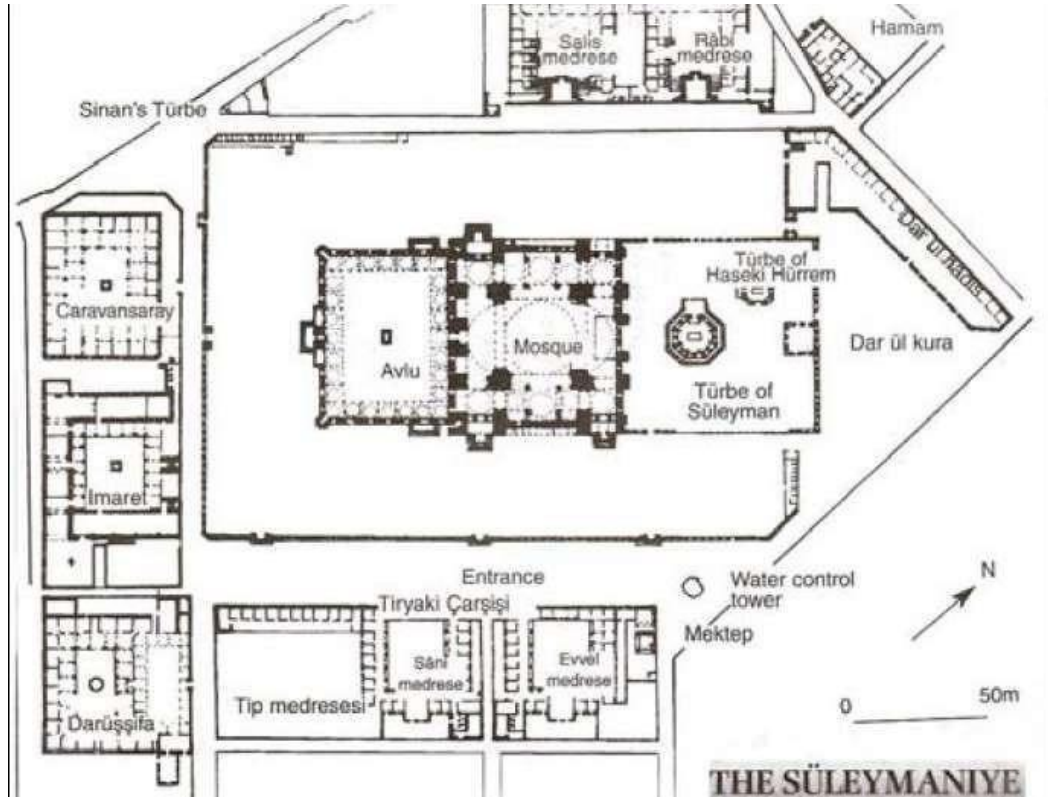 Hamam
Salis
medrese
Râbi
medrese
Sinan's Türbe
Dar ül hadis
Türbe of
Haseki Hürrem
Caravansaray
Avlu
Mosque
Dar ül kura
Türbe of
Süleyman
Imaret
Entrance
Tiryaki Çarşişi
Water control
tower
N
Mektep
Sâni
medrese
Evvel
medrese
Tip medresesi
Darüşşifa
0
50m
THE SÜLEYMANIYE